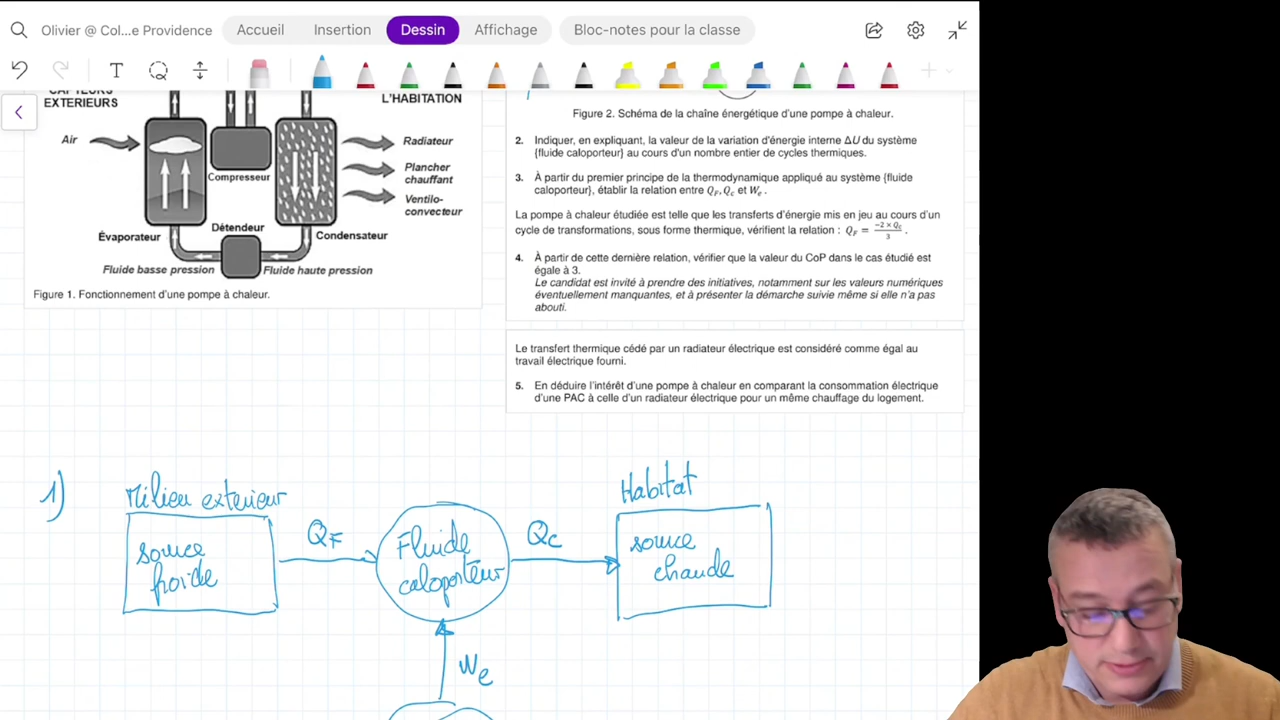 Olivier @ Col...e Providence
Accueil
Insertion
Dessin
Affichage
Bloc-notes pour la classe
EXTERIEURS
L'HABITATION
Air
Radiateur
Compresseur
Plancher
chauffant
Ventilo-
convecteur
Détendeur
Évaporateur
Condensateur
Fluide basse pression
Fluide haute pression
Figure 1. Fonctionnement d'une pompe à chaleur.
Figure 2. Schéma de la chaîne énergétique d'une pompe à chaleur.
2. Indiquer, en expliquant, la valeur de la variation d'énergie interne ΔU du système
{fluide caloporteur} au cours d'un nombre entier de cycles thermiques.
3. À partir du premier principe de la thermodynamique appliqué au système {fluide
caloporteur}, établir la relation entre Q_F, Q_c et W_e .
La pompe à chaleur étudiée est telle que les transferts d'énergie mis en jeu au cours d'un
cycle de transformations, sous forme thermique, vérifient la relation : Q_F = −2 × Q_c / 3 .
4. À partir de cette dernière relation, vérifier que la valeur du CoP dans le cas étudié est
égale à 3.
Le candidat est invité à prendre des initiatives, notamment sur les valeurs numériques
éventuellement manquantes, et à présenter la démarche suivie même si elle n'a pas
abouti.
Le transfert thermique cédé par un radiateur électrique est considéré comme égal au
travail électrique fourni.
5. En déduire l'intérêt d'une pompe à chaleur en comparant la consommation électrique
d'une PAC à celle d'un radiateur électrique pour un même chauffage du logement.
1)
Milieu exterieur
source
froide
Q_F
Fluide
caloporteur
Q_C
Habitat
source
chaude
W_e